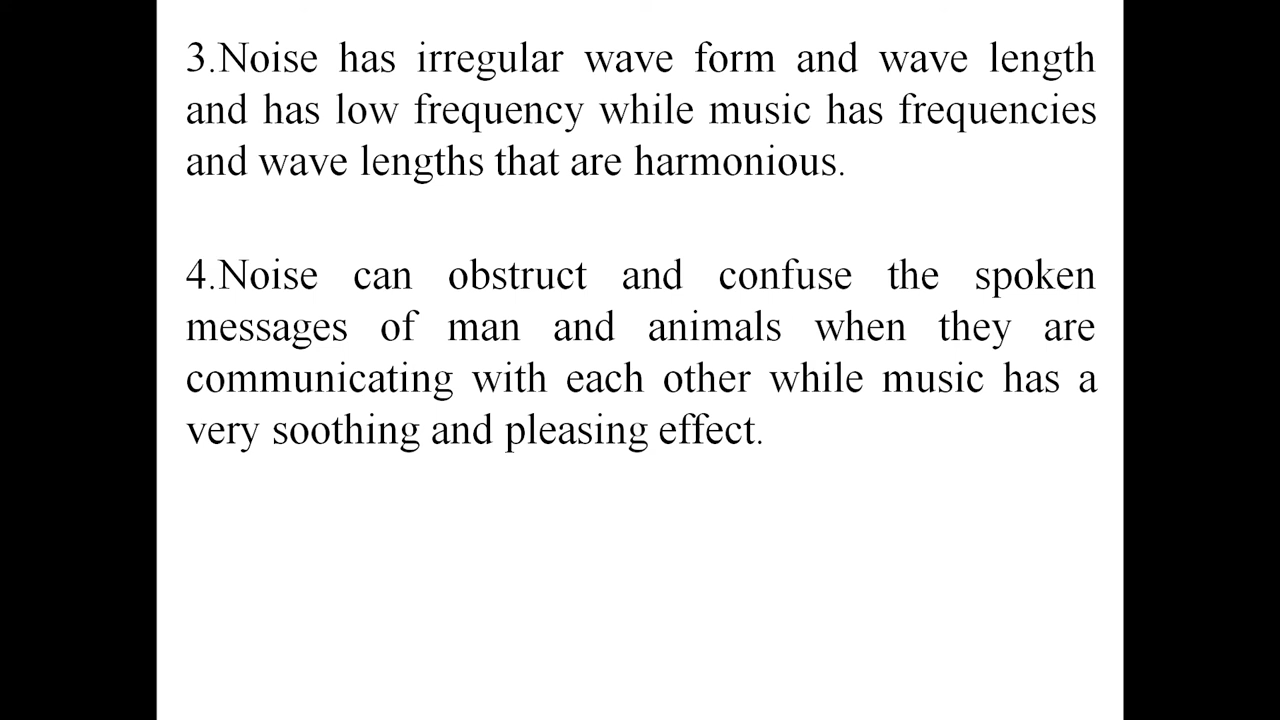 3.Noise has irregular wave form and wave length
and has low frequency while music has frequencies
and wave lengths that are harmonious.
4.Noise can obstruct and confuse the spoken
messages of man and animals when they are
communicating with each other while music has a
very soothing and pleasing effect.